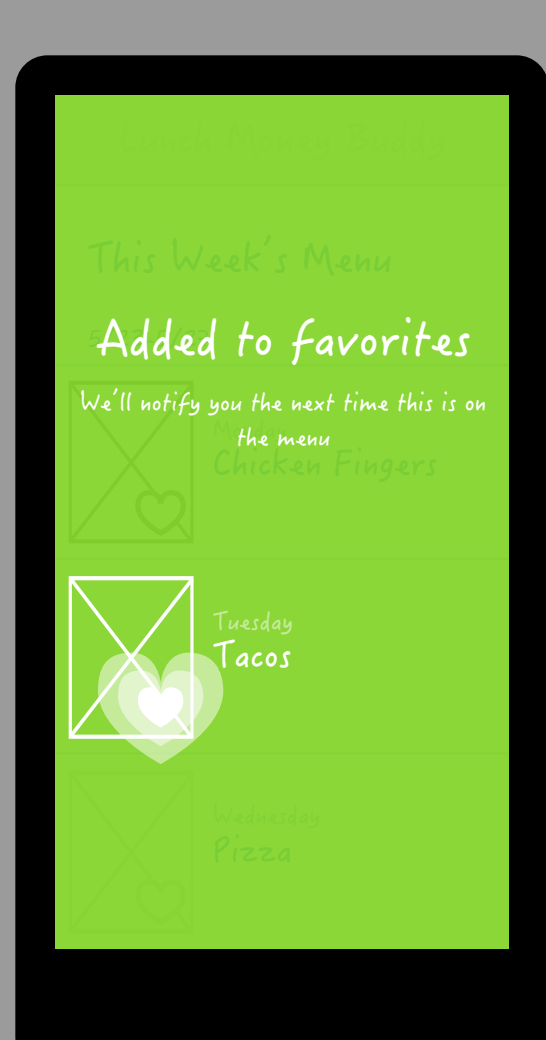 Lunch Money Buddy
This Week's Menu
Added to favorites
We'll notify you the next time this is on
the menu
Monday
Chicken Fingers
Tuesday
Tacos
Wednesday
Pizza